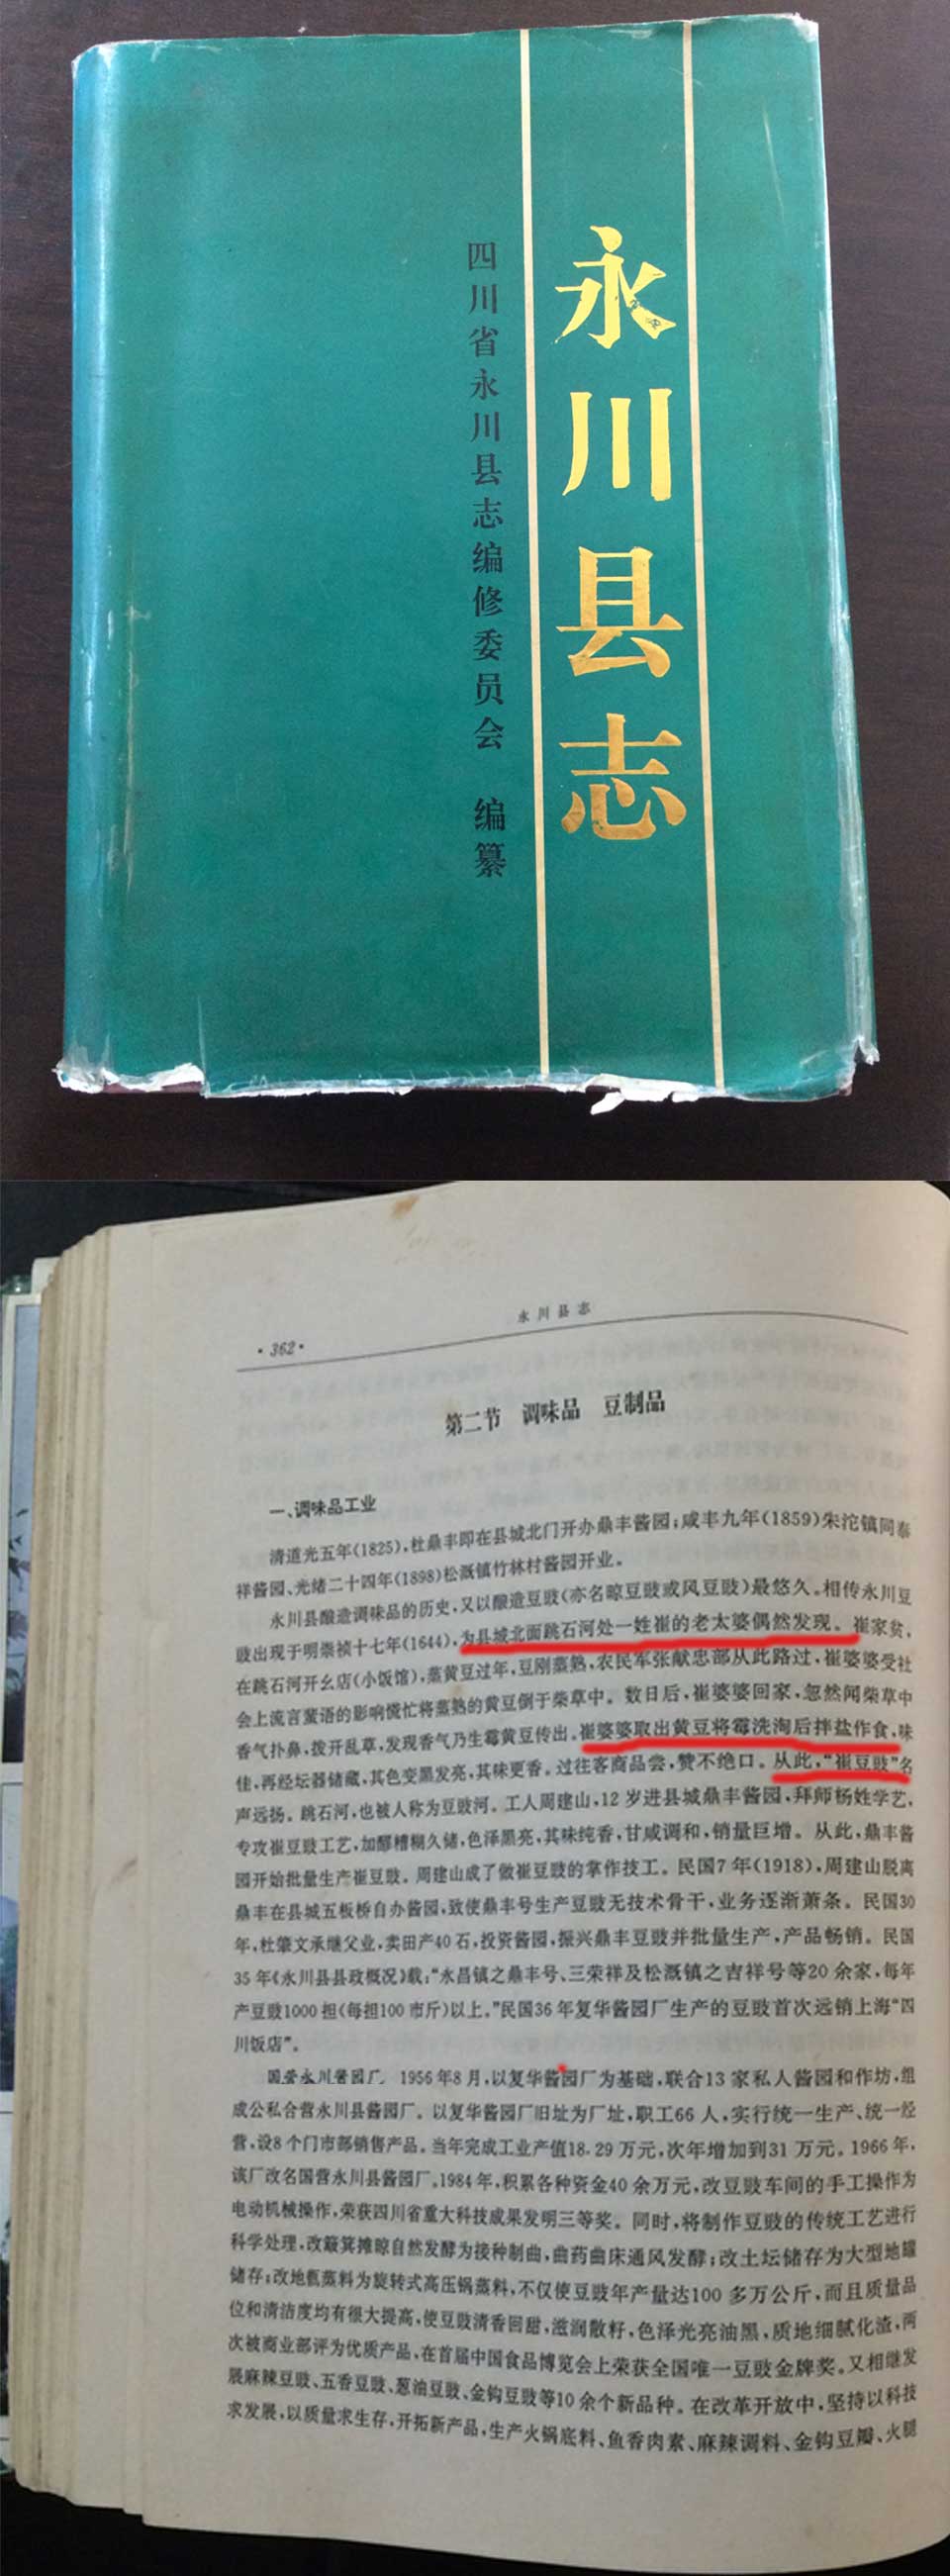 永川县志
四川省永川县志编修委员会 编纂
·362·
永川县志
第二节 调味品 豆制品
一、调味品工业
清道光五年(1825),杜鼎丰即在县城北门开办鼎丰酱园;咸丰九年(1859)朱沱镇同泰
祥酱园、光绪二十四年(1898)松溉镇竹林村酱园开业。
永川县酿造调味品的历史,又以酿造豆豉(亦名晾豆豉或风豆豉)最悠久。相传永川豆
豉出现于明崇祯十七年(1644),为县城北面跳石河处一姓崔的老太婆偶然发现。崔家贫,
在跳石河开幺店(小饭馆),蒸黄豆过年,豆刚蒸熟,农民军张献忠部从此路过,崔婆婆受社
会上流言蜚语的影响慌忙将蒸熟的黄豆倒于柴草中。数日后,崔婆婆回家,忽然闻柴草中
香气扑鼻,拨开乱草,发现香气乃生霉黄豆传出。崔婆婆取出黄豆将霉洗淘后拌盐作食,味
佳,再经坛器储藏,其色变黑发亮,其味更香。过往客商品尝,赞不绝口。从此,“崔豆豉”名
声远扬。跳石河,也被人称为豆豉河。工人周建山,12岁进县城鼎丰酱园,拜师杨姓学艺,
专攻崔豆豉工艺,加醪糟糊久储,色泽黑亮,其味纯香,甘咸调和,销量巨增。从此,鼎丰酱
园开始批量生产崔豆豉。周建山成了做崔豆豉的掌作技工。民国7年(1918),周建山脱离
鼎丰在县城五板桥自办酱园,致使鼎丰号生产豆豉无技术骨干,业务逐渐萧条。民国30
年,杜肇文承继父业,卖田产40石,投资酱园,振兴鼎丰豆豉并批量生产,产品畅销。民国
35年《永川县县政概况》载:“永昌镇之鼎丰号、三荣祥及松溉镇之吉祥号等20余家,每年
产豆豉1000担(每担100市斤)以上。”民国36年复华酱园厂生产的豆豉首次远销上海“四
川饭店”。
国营永川酱园厂 1956年8月,以复华酱园厂为基础,联合13家私人酱园和作坊,组
成公私合营永川县酱园厂。以复华酱园厂旧址为厂址,职工66人,实行统一生产、统一经
营,设8个门市部销售产品。当年完成工业产值18.29万元,次年增加到31万元。1966年,
该厂改名国营永川县酱园厂。1984年,积累各种资金40余万元,改豆豉车间的手工操作为
电动机械操作,荣获四川省重大科技成果发明三等奖。同时,将制作豆豉的传统工艺进行
科学处理,改簸箕摊晾自然发酵为接种制曲,曲药曲床通风发酵;改土坛储存为大型地罐
储存;改地甑蒸料为旋转式高压锅蒸料,不仅使豆豉年产量达100多万公斤,而且质量品
位和清洁度均有很大提高,使豆豉清香回甜,滋润散籽,色泽光亮油黑,质地细腻化渣,两
次被商业部评为优质产品,在首届中国食品博览会上荣获全国唯一豆豉金牌奖。又相继发
展麻辣豆豉、五香豆豉、葱油豆豉、金钩豆豉等10余个新品种。在改革开放中,坚持以科技
求发展,以质量求生存,开拓新产品,生产火锅底料、鱼香肉素、麻辣调料、金钩豆瓣、火腿